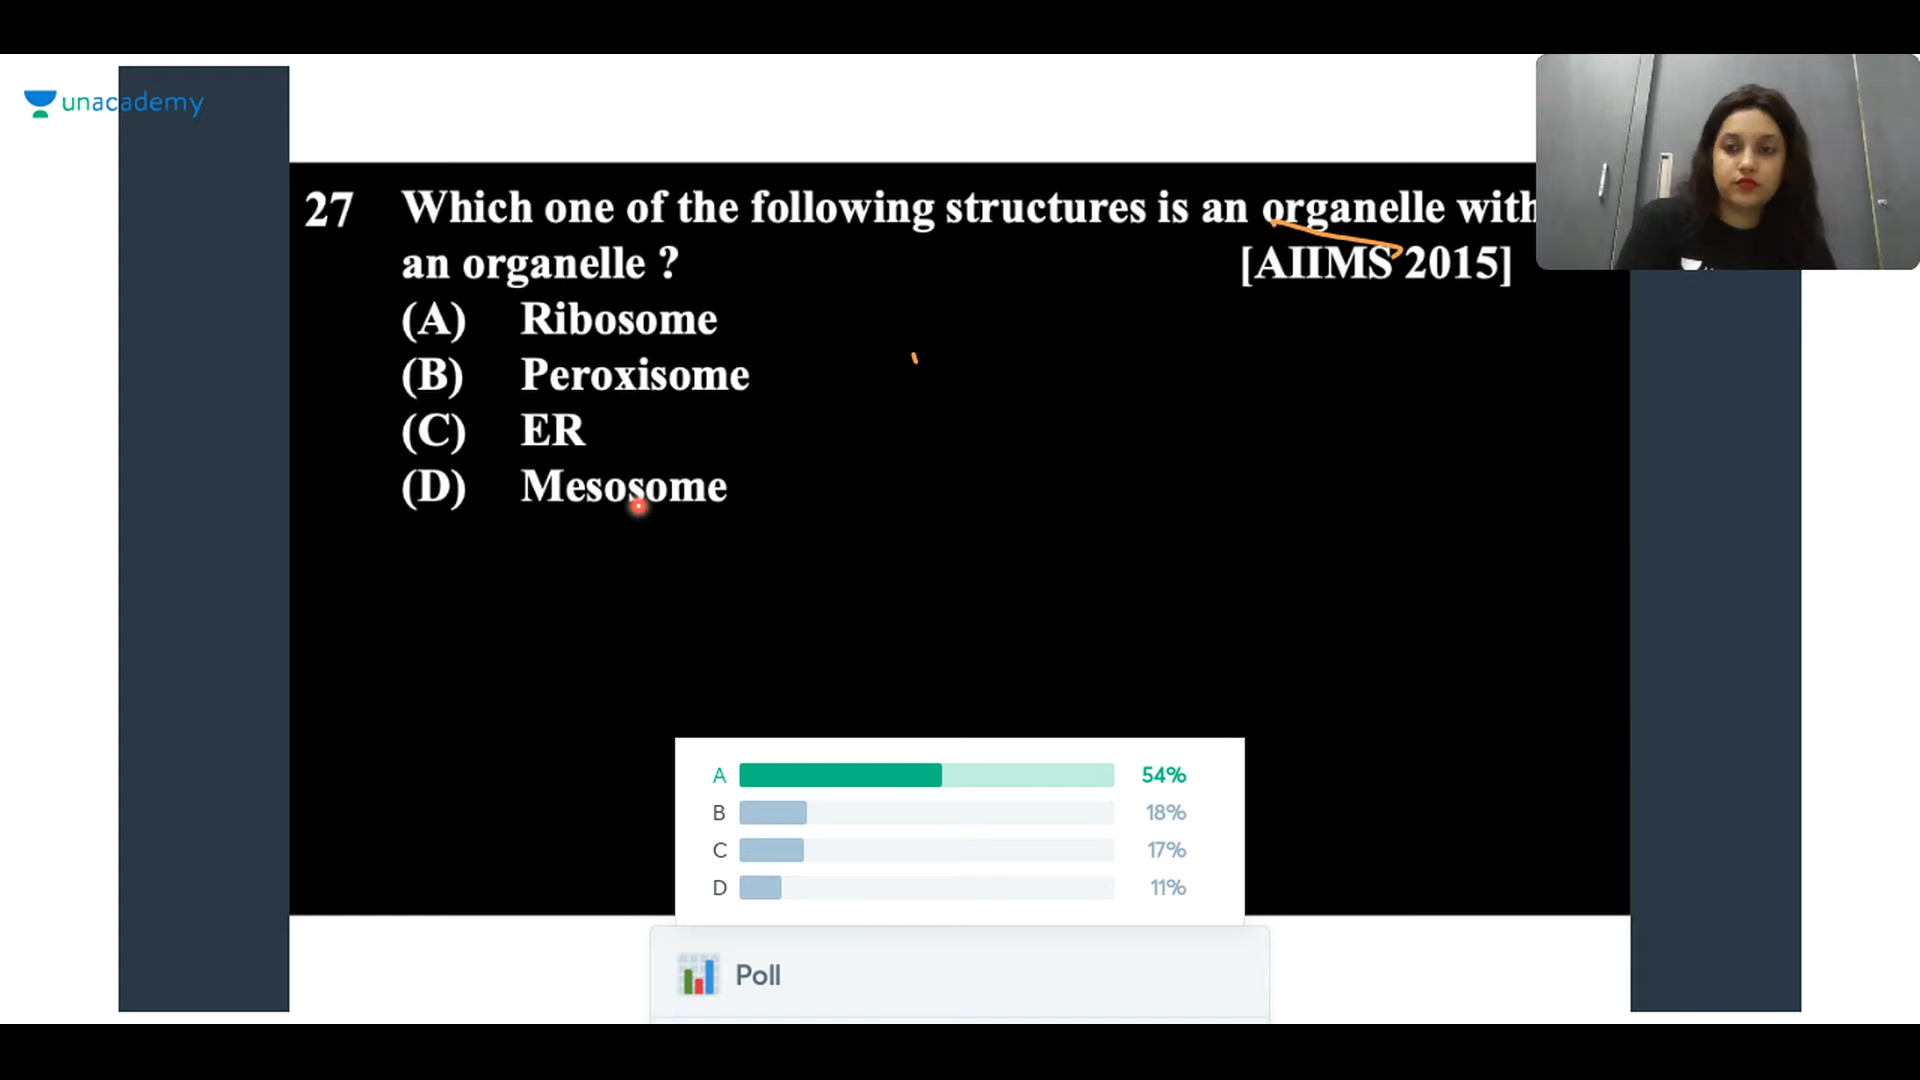 unacademy
27 Which one of the following structures is an organelle with
an organelle ? [AIIMS 2015]
(A) Ribosome
(B) Peroxisome
(C) ER
(D) Mesosome
A 54%
B 18%
C 17%
D 11%
Poll